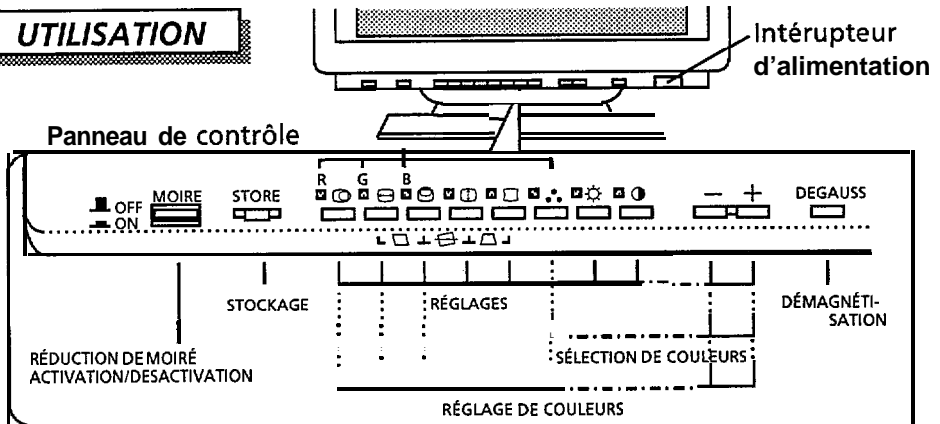 UTILISATION
Intérupteur
d'alimentation
Panneau de contrôle
R G B
OFF
ON
MOIRE
STORE
− +
DEGAUSS
STOCKAGE
RÉGLAGES
DÉMAGNÉTI-
SATION
RÉDUCTION DE MOIRÉ
ACTIVATION/DESACTIVATION
SÉLECTION DE COULEURS
RÉGLAGE DE COULEURS